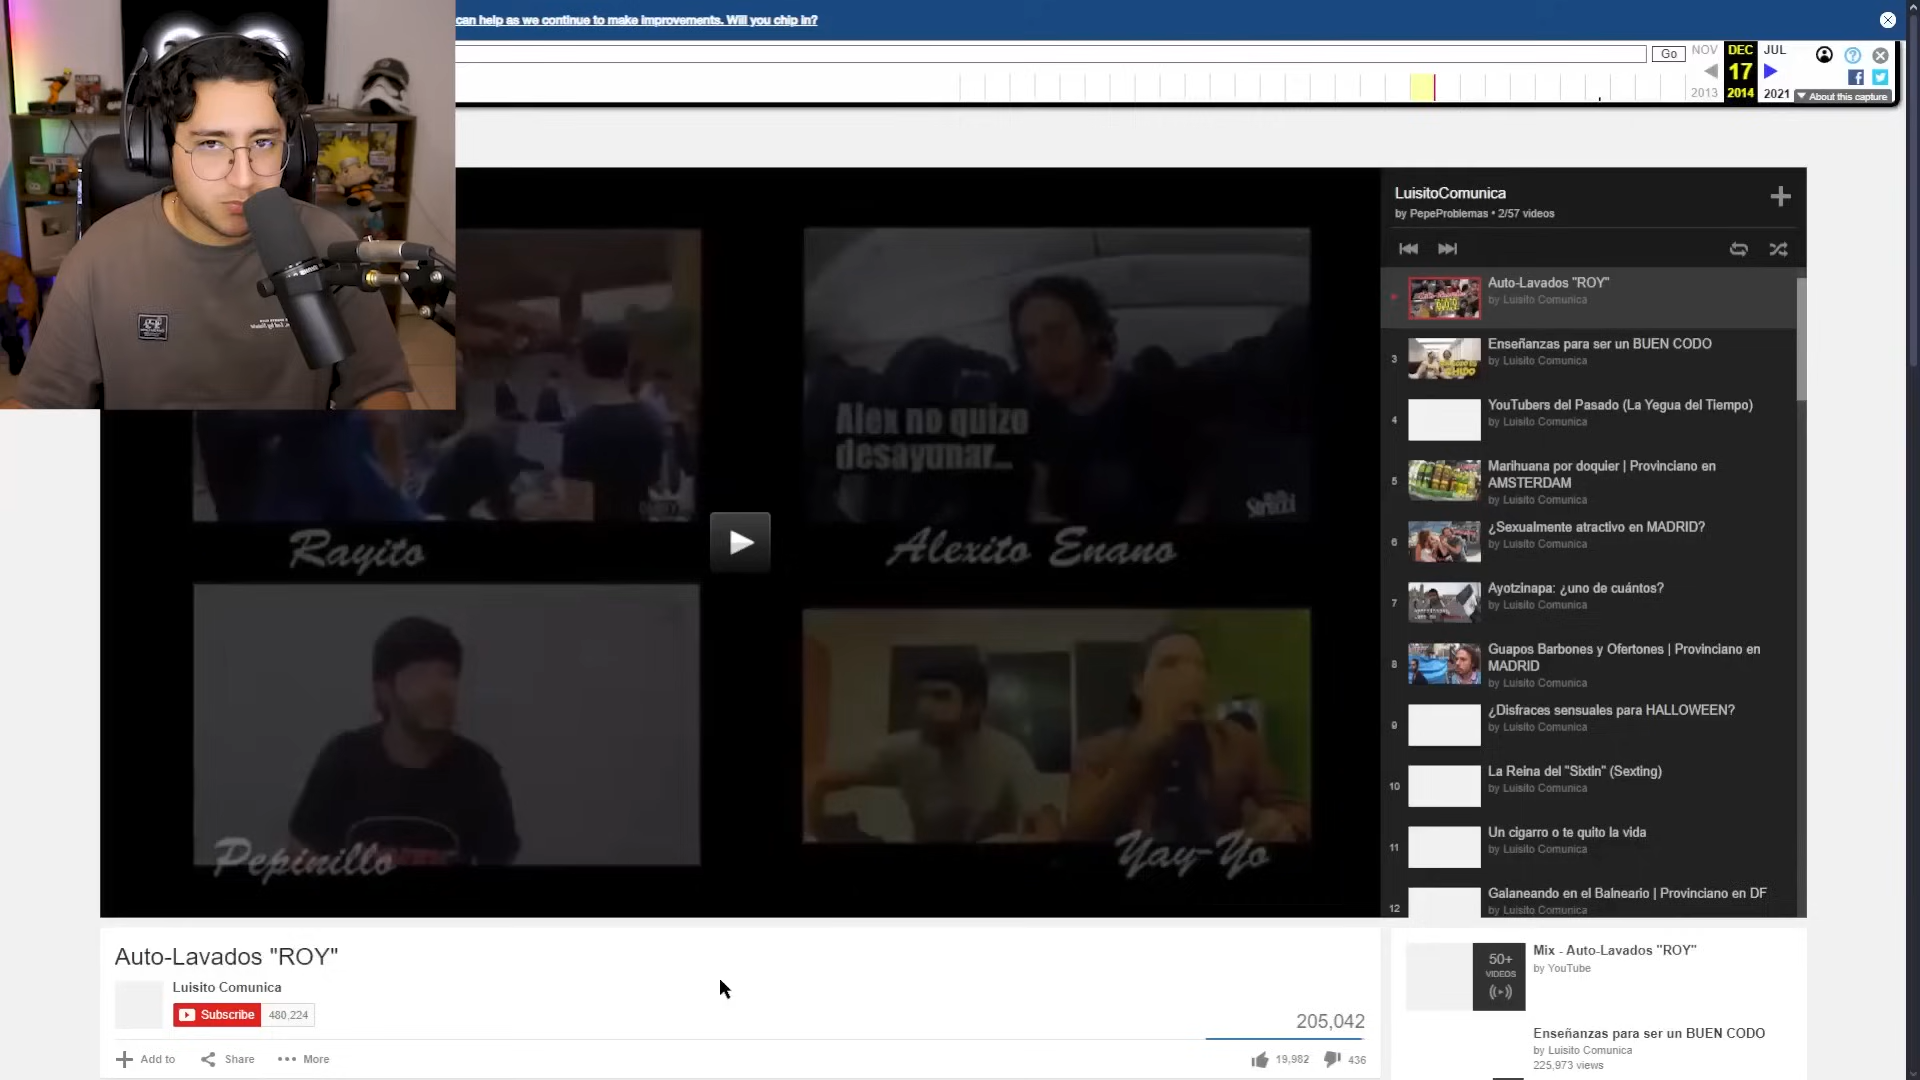 can help as we continue to make improvements. Will you chip in?
Go
NOV
DEC
JUL
17
2013
2014
2021
About this capture
LuisitoComunica
by PepeProblemas • 2/57 videos
Auto-Lavados "ROY"
by Luisito Comunica
3
Enseñanzas para ser un BUEN CODO
by Luisito Comunica
4
YouTubers del Pasado (La Yegua del Tiempo)
by Luisito Comunica
5
Marihuana por doquier | Provinciano en
AMSTERDAM
by Luisito Comunica
6
¿Sexualmente atractivo en MADRID?
by Luisito Comunica
7
Ayotzinapa: ¿uno de cuántos?
by Luisito Comunica
8
Guapos Barbones y Ofertones | Provinciano en
MADRID
by Luisito Comunica
9
¿Disfraces sensuales para HALLOWEEN?
by Luisito Comunica
10
La Reina del "Sixtin" (Sexting)
by Luisito Comunica
11
Un cigarro o te quito la vida
by Luisito Comunica
12
Galaneando en el Balneario | Provinciano en DF
by Luisito Comunica
Alex no quizo
desayunar...
Rayito
Alexito Enano
Pepinillo
Yay-Yo
Auto-Lavados "ROY"
Luisito Comunica
Subscribe
480,224
205,042
Add to
Share
More
19,982
436
50+
VIDEOS
Mix - Auto-Lavados "ROY"
by YouTube
Enseñanzas para ser un BUEN CODO
by Luisito Comunica
225,973 views